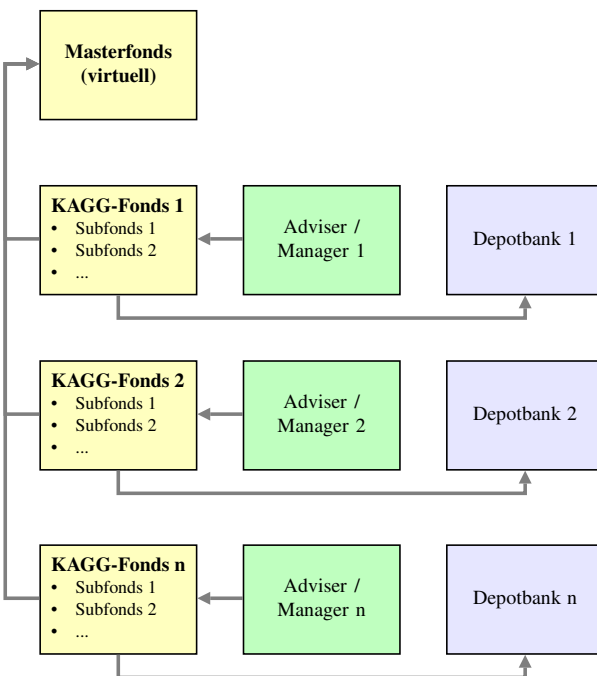 Masterfonds
(virtuell)
KAGG-Fonds 1
• Subfonds 1
• Subfonds 2
• ...
Adviser /
Manager 1
Depotbank 1
KAGG-Fonds 2
• Subfonds 1
• Subfonds 2
• ...
Adviser /
Manager 2
Depotbank 2
KAGG-Fonds n
• Subfonds 1
• Subfonds 2
• ...
Adviser /
Manager n
Depotbank n